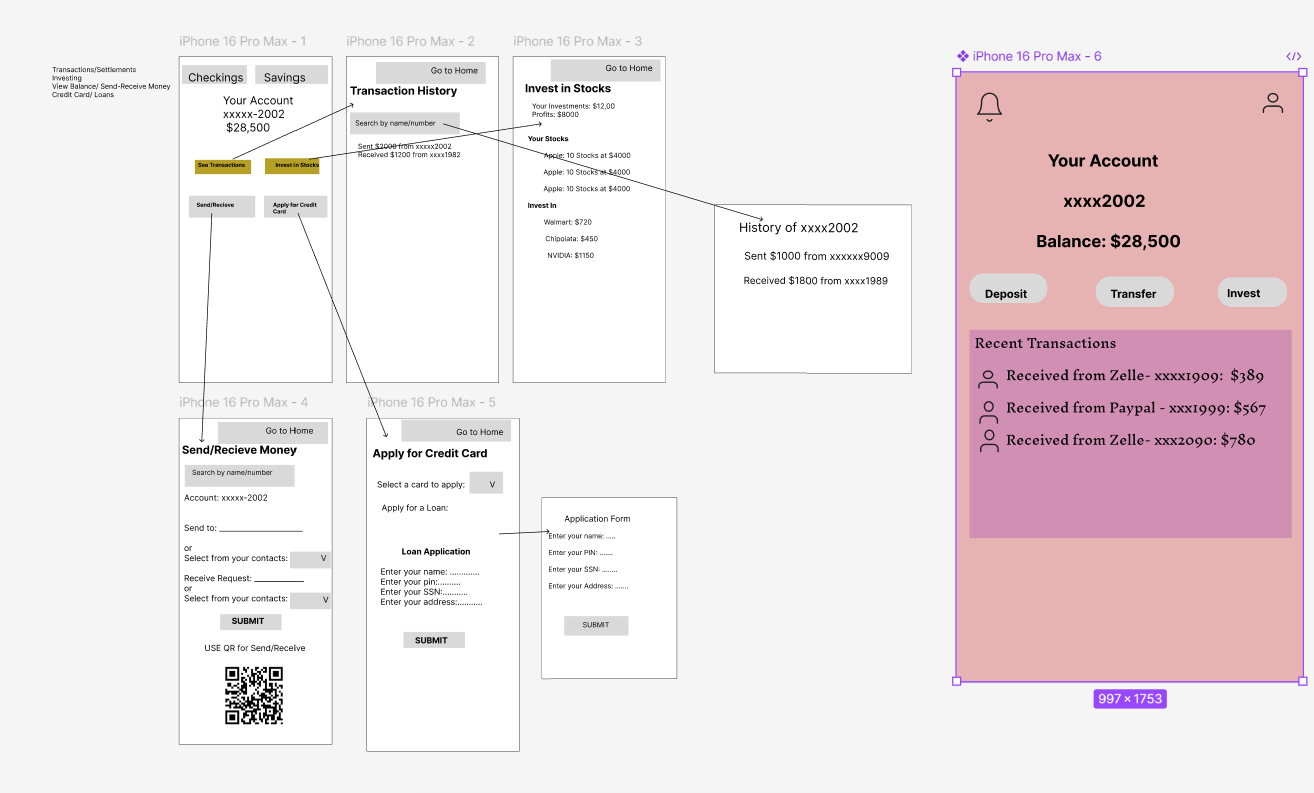 iPhone 16 Pro Max - 1
iPhone 16 Pro Max - 2
iPhone 16 Pro Max - 3
iPhone 16 Pro Max - 6
Transactions/Settlements
Investing
View Balance/ Send-Receive Money
Credit Card/ Loans
Checkings
Savings
Your Account
xxxxx-2002
$28,500
See Transactions
Invest in Stocks
Send/Recieve
Apply for Credit
Card
Go to Home
Transaction History
Search by name/number
Sent $2000 from xxxxx2002
Received $1200 from xxxx1982
Go to Home
Invest in Stocks
Your Investments: $12,00
Profits: $8000
Your Stocks
Apple: 10 Stocks at $4000
Apple: 10 Stocks at $4000
Apple: 10 Stocks at $4000
Invest In
Walmart: $720
Chipolata: $450
NVIDIA: $1150
History of xxxx2002
Sent $1000 from xxxxxx9009
Received $1800 from xxxx1989
Your Account
xxxx2002
Balance: $28,500
Deposit
Transfer
Invest
Recent Transactions
Received from Zelle- xxxx1909: $389
Received from Paypal - xxx1999: $567
Received from Zelle- xxx2090: $780
997 × 1753
iPhone 16 Pro Max - 4
iPhone 16 Pro Max - 5
Go to Home
Send/Recieve Money
Search by name/number
Account: xxxxx-2002
Send to:
or
Select from your contacts: V
Receive Request:
or
Select from your contacts: V
SUBMIT
USE QR for Send/Receive
Go to Home
Apply for Credit Card
Select a card to apply: V
Apply for a Loan:
Loan Application
Enter your name: .............
Enter your pin:..........
Enter your SSN:...........
Enter your address:...........
SUBMIT
Application Form
Enter your name: .....
Enter your PIN: .......
Enter your SSN: ........
Enter your Address: .......
SUBMIT